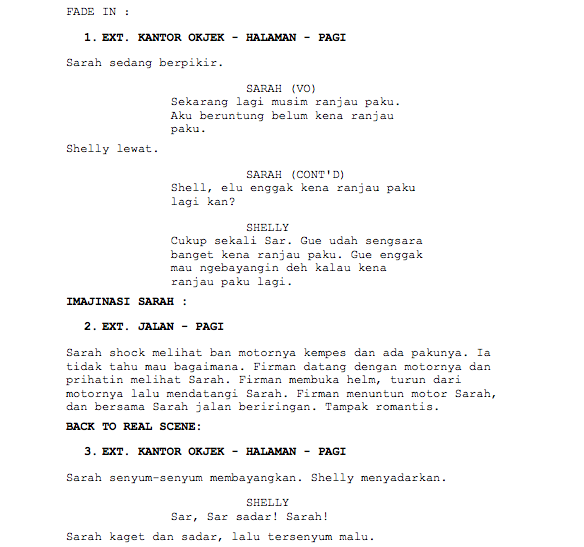 FADE IN :
1. EXT. KANTOR OKJEK – HALAMAN – PAGI
Sarah sedang berpikir.
SARAH (VO)
Sekarang lagi musim ranjau paku.
Aku beruntung belum kena ranjau
paku.
Shelly lewat.
SARAH (CONT'D)
Shell, elu enggak kena ranjau paku
lagi kan?
SHELLY
Cukup sekali Sar. Gue udah sengsara
banget kena ranjau paku. Gue enggak
mau ngebayangin deh kalau kena
ranjau paku lagi.
IMAJINASI SARAH :
2. EXT. JALAN – PAGI
Sarah shock melihat ban motornya kempes dan ada pakunya. Ia
tidak tahu mau bagaimana. Firman datang dengan motornya dan
prihatin melihat Sarah. Firman membuka helm, turun dari
motornya lalu mendatangi Sarah. Firman menuntun motor Sarah,
dan bersama Sarah jalan beriringan. Tampak romantis.
BACK TO REAL SCENE:
3. EXT. KANTOR OKJEK – HALAMAN – PAGI
Sarah senyum-senyum membayangkan. Shelly menyadarkan.
SHELLY
Sar, Sar sadar! Sarah!
Sarah kaget dan sadar, lalu tersenyum malu.